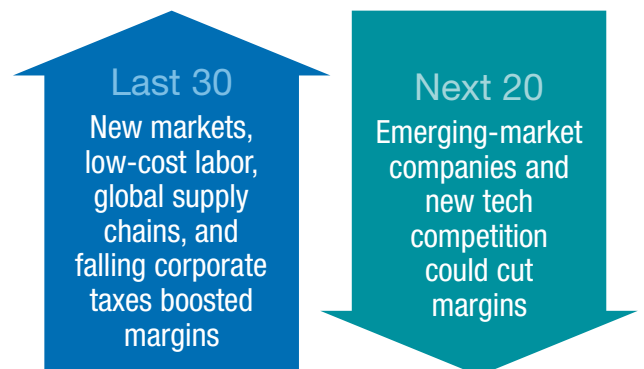 Last 30
New markets,
low-cost labor,
global supply
chains, and
falling corporate
taxes boosted
margins
Next 20
Emerging-market
companies and
new tech
competition
could cut
margins